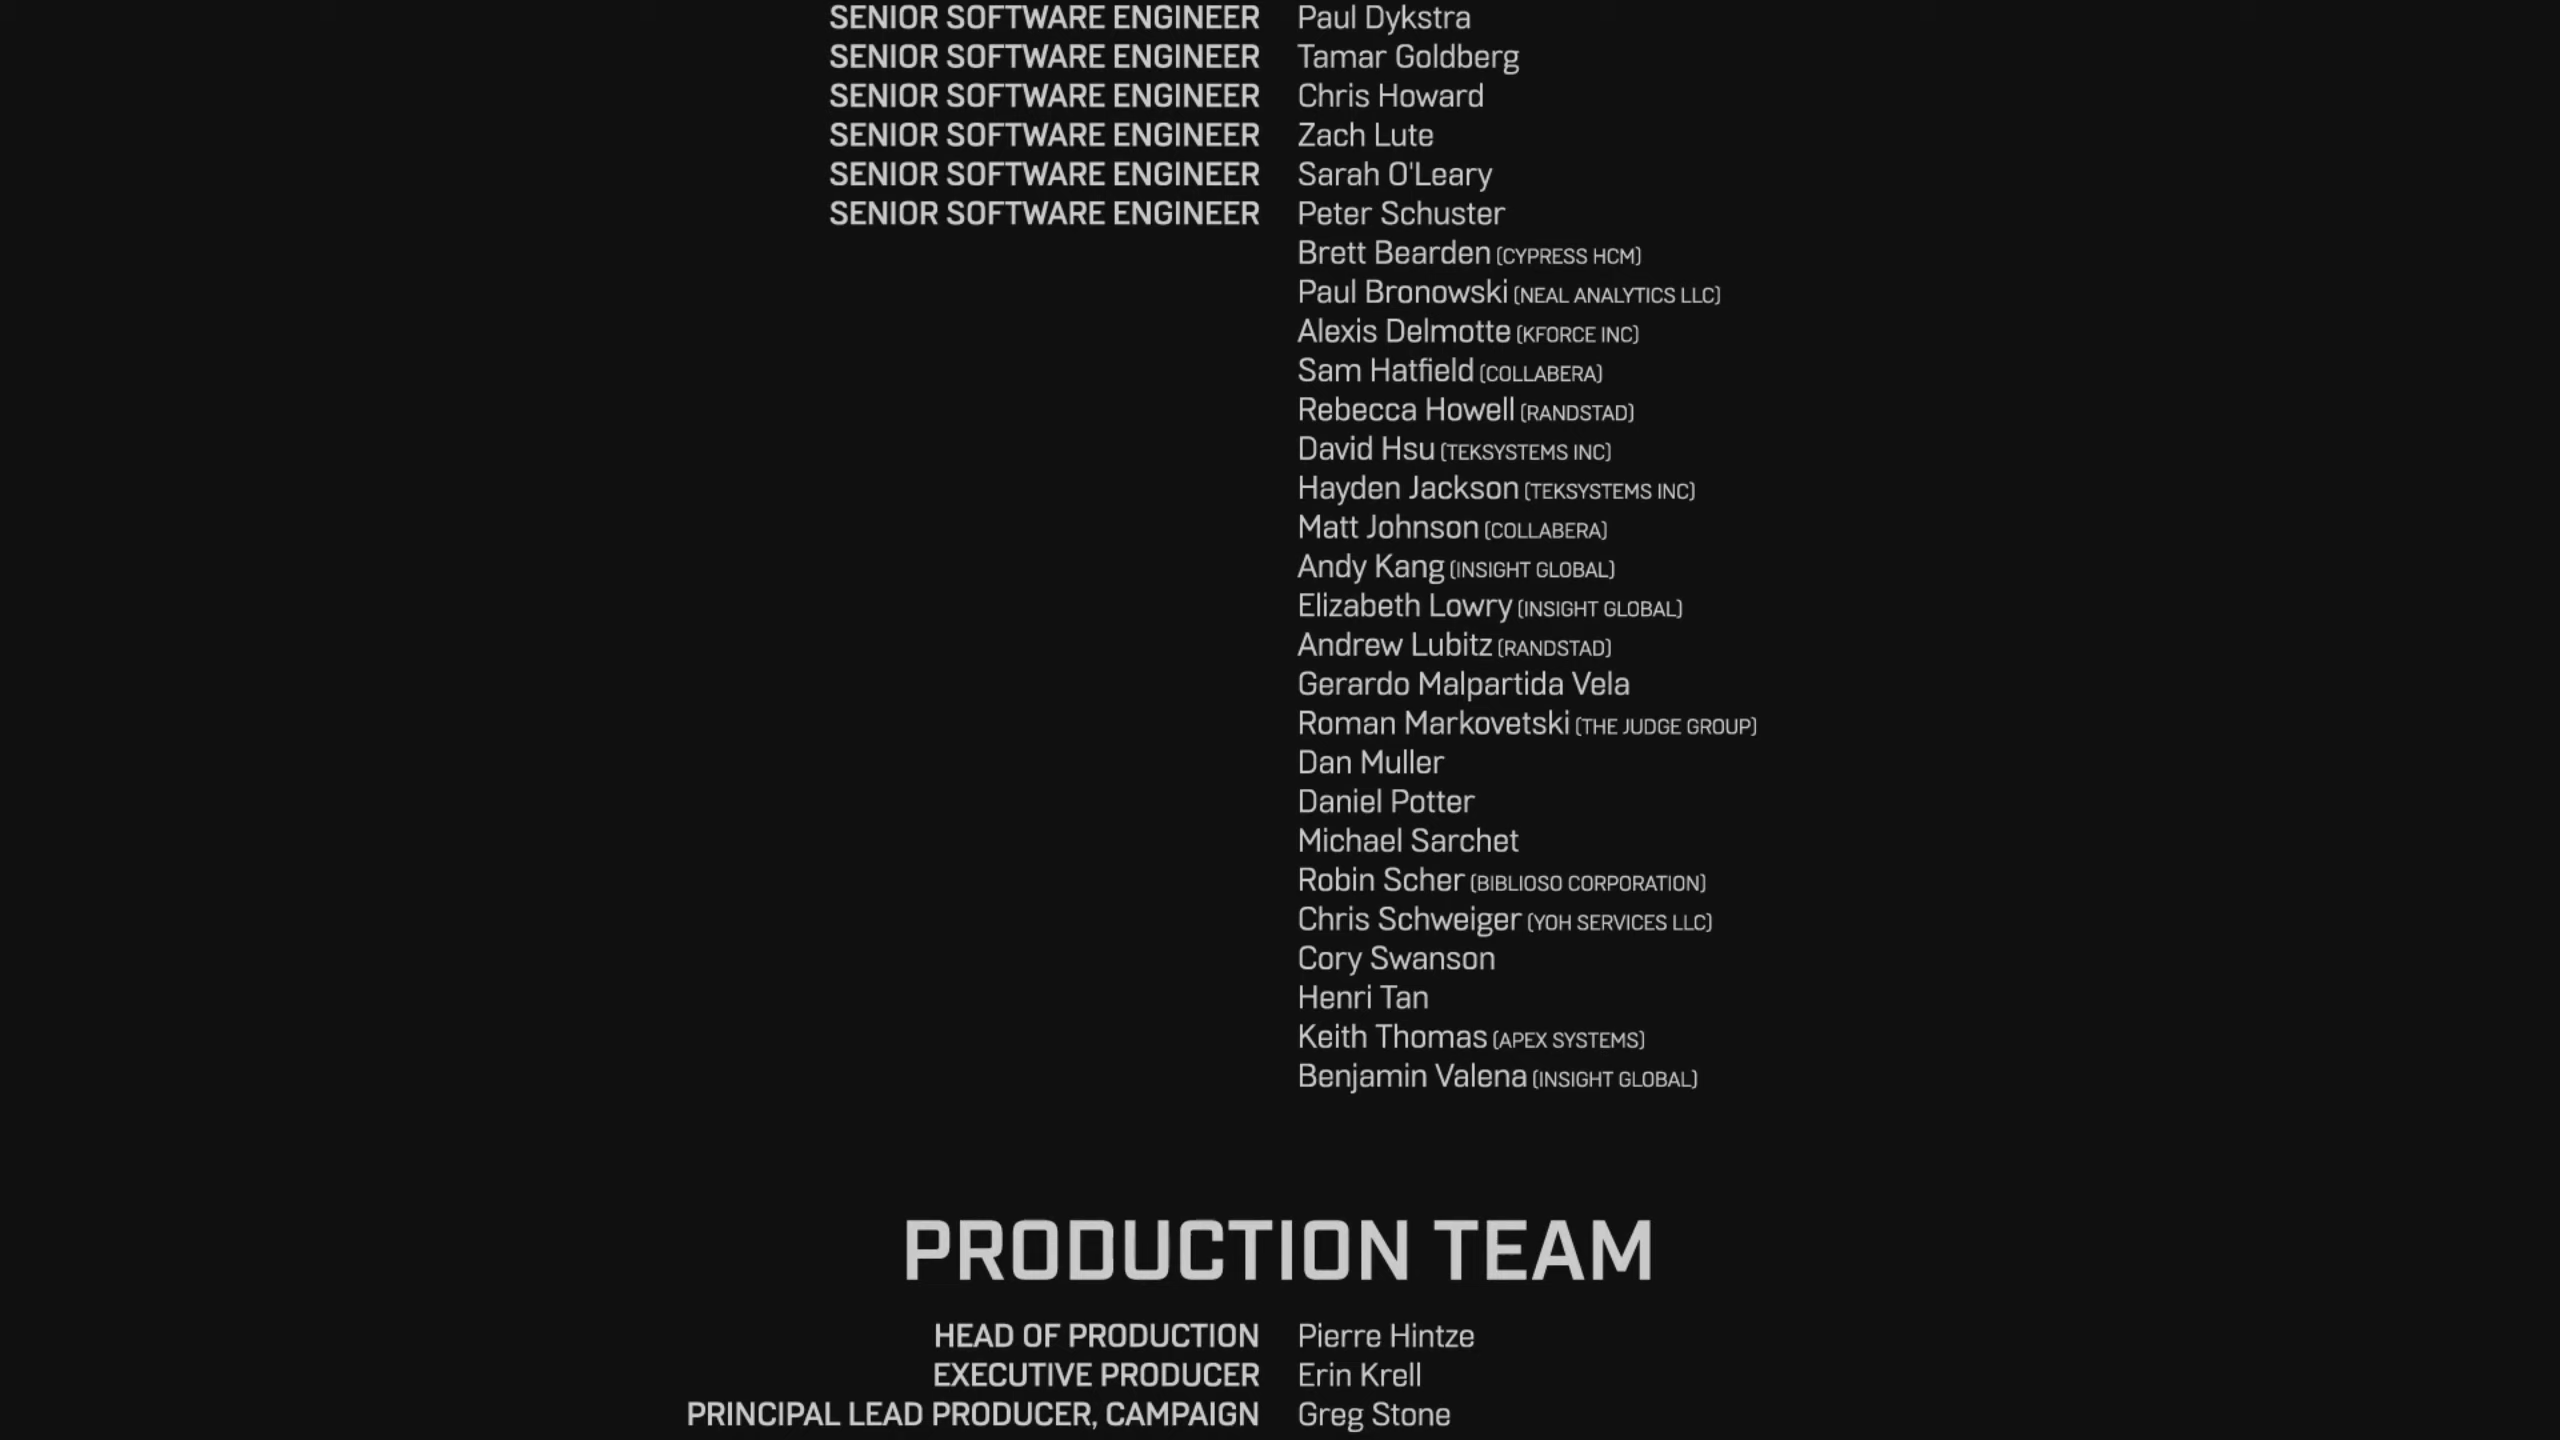 SENIOR SOFTWARE ENGINEER Paul Dykstra
SENIOR SOFTWARE ENGINEER Tamar Goldberg
SENIOR SOFTWARE ENGINEER Chris Howard
SENIOR SOFTWARE ENGINEER Zach Lute
SENIOR SOFTWARE ENGINEER Sarah O'Leary
SENIOR SOFTWARE ENGINEER Peter Schuster
Brett Bearden (CYPRESS HCM)
Paul Bronowski (NEAL ANALYTICS LLC)
Alexis Delmotte (KFORCE INC)
Sam Hatfield (COLLABERA)
Rebecca Howell (RANDSTAD)
David Hsu (TEKSYSTEMS INC)
Hayden Jackson (TEKSYSTEMS INC)
Matt Johnson (COLLABERA)
Andy Kang (INSIGHT GLOBAL)
Elizabeth Lowry (INSIGHT GLOBAL)
Andrew Lubitz (RANDSTAD)
Gerardo Malpartida Vela
Roman Markovetski (THE JUDGE GROUP)
Dan Muller
Daniel Potter
Michael Sarchet
Robin Scher (BIBLIOSO CORPORATION)
Chris Schweiger (YOH SERVICES LLC)
Cory Swanson
Henri Tan
Keith Thomas (APEX SYSTEMS)
Benjamin Valena (INSIGHT GLOBAL)
PRODUCTION TEAM
HEAD OF PRODUCTION Pierre Hintze
EXECUTIVE PRODUCER Erin Krell
PRINCIPAL LEAD PRODUCER, CAMPAIGN Greg Stone